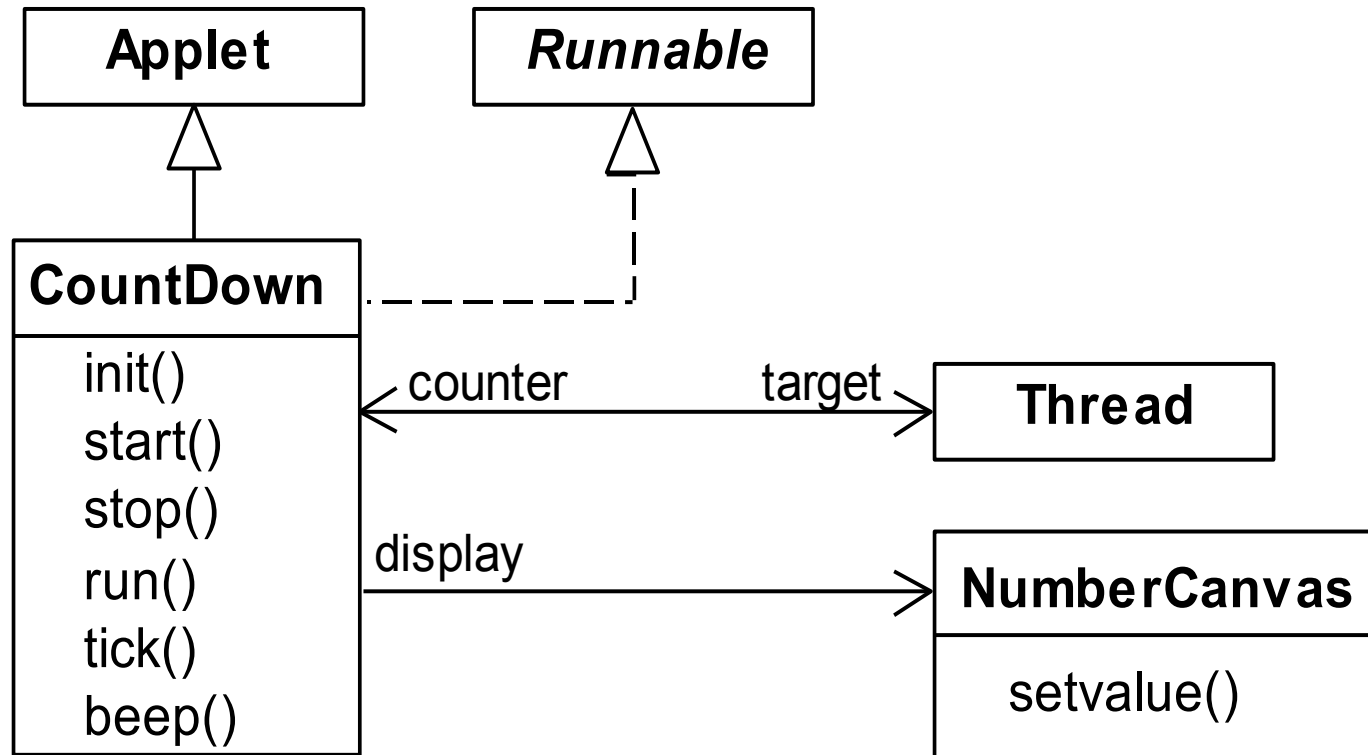 Applet
Runnable
CountDown
init()
start()
stop()
run()
tick()
beep()
counter
target
Thread
display
NumberCanvas
setvalue()